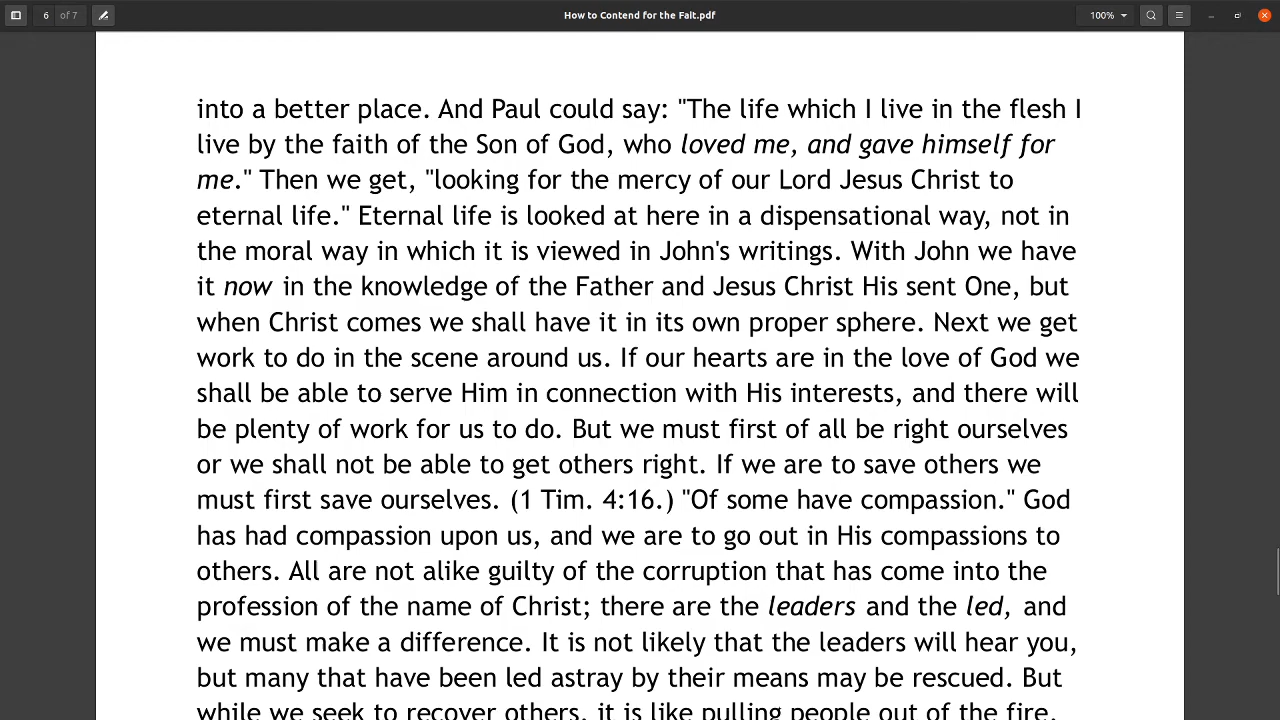 6 of 7
How to Contend for the Fait.pdf
100%
into a better place. And Paul could say: "The life which I live in the flesh I
live by the faith of the Son of God, who loved me, and gave himself for
me." Then we get, "looking for the mercy of our Lord Jesus Christ to
eternal life." Eternal life is looked at here in a dispensational way, not in
the moral way in which it is viewed in John's writings. With John we have
it now in the knowledge of the Father and Jesus Christ His sent One, but
when Christ comes we shall have it in its own proper sphere. Next we get
work to do in the scene around us. If our hearts are in the love of God we
shall be able to serve Him in connection with His interests, and there will
be plenty of work for us to do. But we must first of all be right ourselves
or we shall not be able to get others right. If we are to save others we
must first save ourselves. (1 Tim. 4:16.) "Of some have compassion." God
has had compassion upon us, and we are to go out in His compassions to
others. All are not alike guilty of the corruption that has come into the
profession of the name of Christ; there are the leaders and the led, and
we must make a difference. It is not likely that the leaders will hear you,
but many that have been led astray by their means may be rescued. But
while we seek to recover others, it is like pulling people out of the fire.